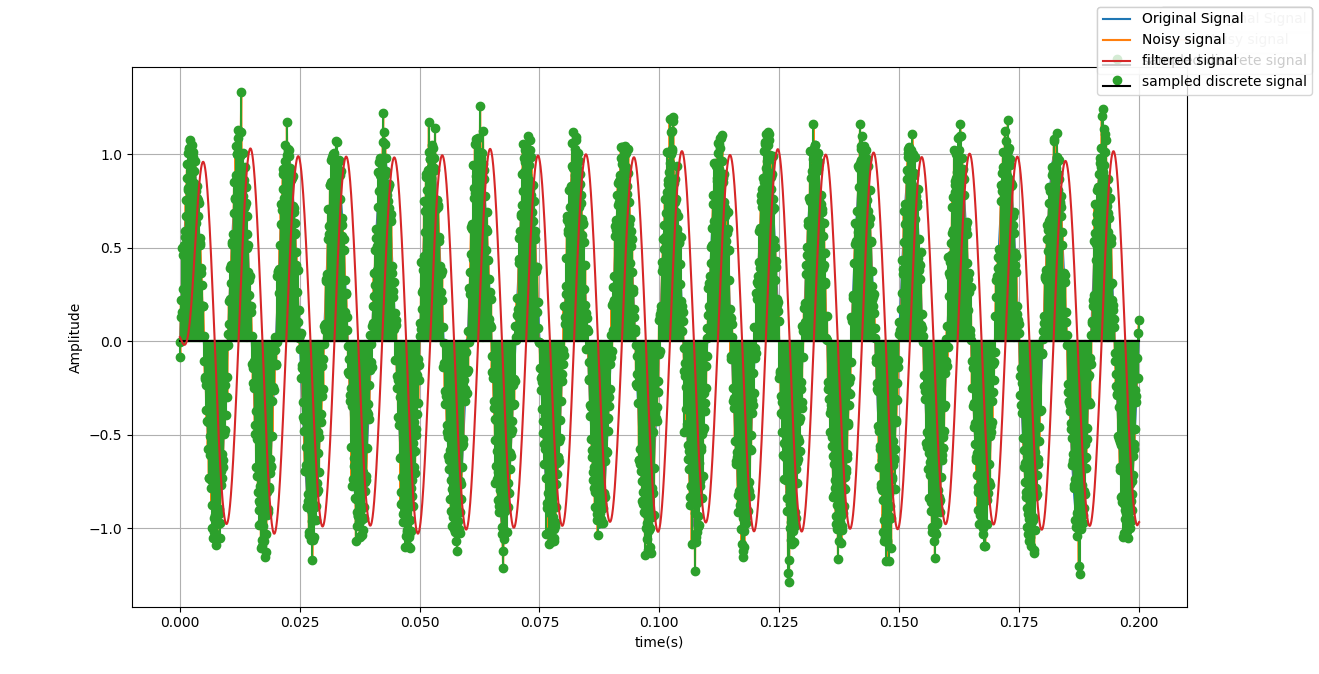 Original Signal
Noisy signal
filtered signal
sampled discrete signal
1.0
0.5
0.0
−0.5
−1.0
Amplitude
0.000 0.025 0.050 0.075 0.100 0.125 0.150 0.175 0.200
time(s)